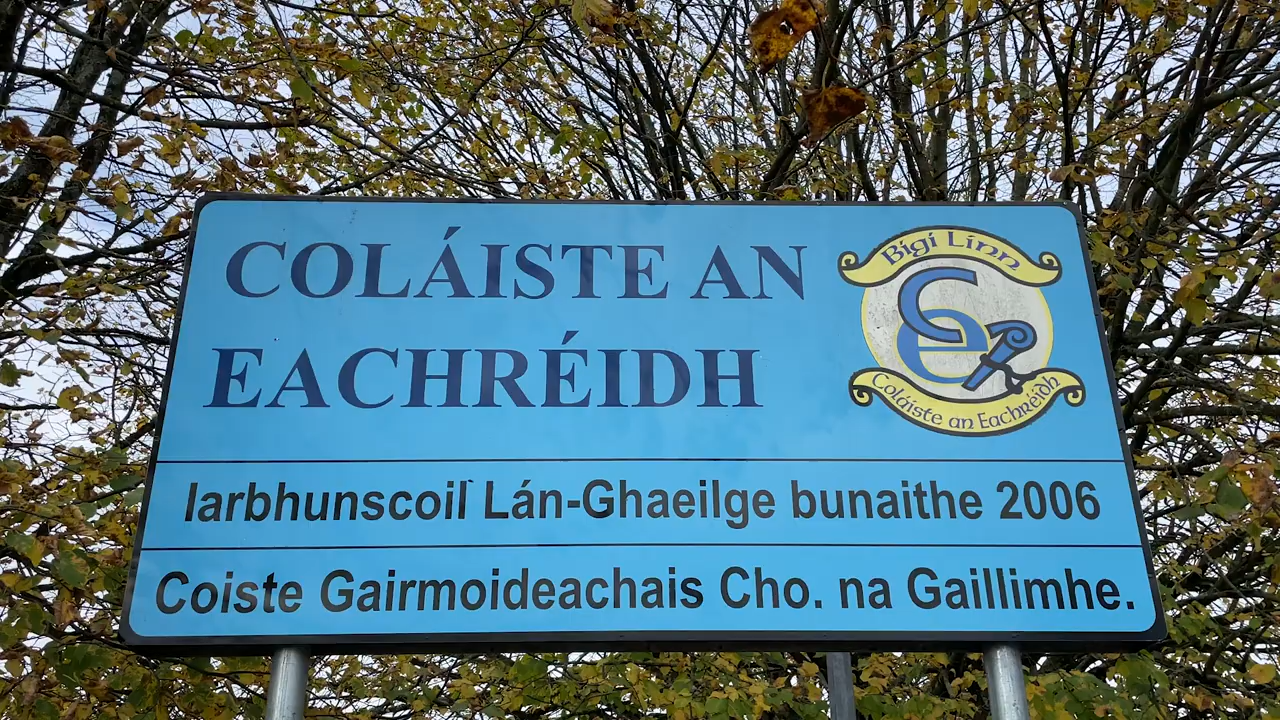 COLÁISTE AN
EACHRÉIDH
Bígí Linn
Coláiste an Eachréidh
Iarbhunscoil Lán-Ghaeilge bunaithe 2006
Coiste Gairmoideachais Cho. na Gaillimhe.